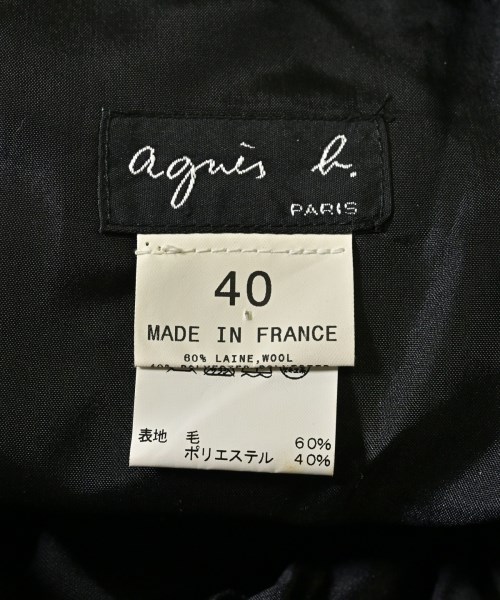 agnès b.
PARIS
40
MADE IN FRANCE
60% LAINE, WOOL
表地 毛 60%
ポリエステル 40%